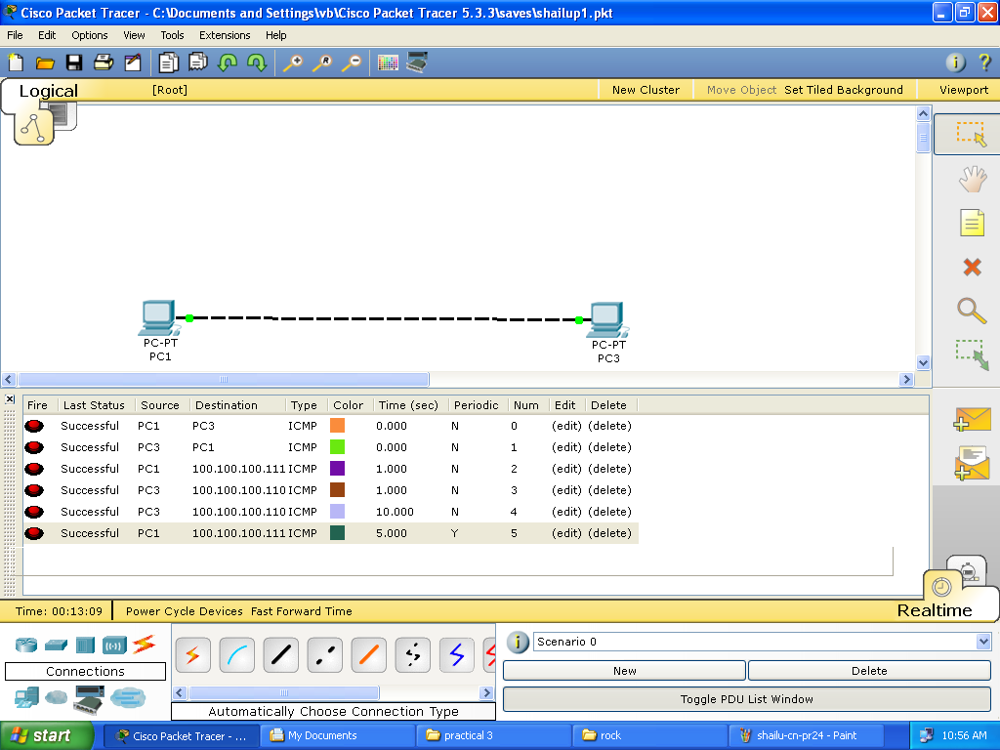 Cisco Packet Tracer - C:\Documents and Settings\vb\Cisco Packet Tracer 5.3.3\saves\shailup1.pkt
File Edit Options View Tools Extensions Help
Logical [Root] New Cluster Move Object Set Tiled Background Viewport
PC-PT PC-PT
PC1 PC3
Fire Last Status Source Destination Type Color Time (sec) Periodic Num Edit Delete
Successful PC1 PC3 ICMP 0.000 N 0 (edit) (delete)
Successful PC3 PC1 ICMP 0.000 N 1 (edit) (delete)
Successful PC1 100.100.100.111 ICMP 1.000 N 2 (edit) (delete)
Successful PC3 100.100.100.110 ICMP 1.000 N 3 (edit) (delete)
Successful PC3 100.100.100.110 ICMP 10.000 N 4 (edit) (delete)
Successful PC1 100.100.100.111 ICMP 5.000 Y 5 (edit) (delete)
Time: 00:13:09 Power Cycle Devices Fast Forward Time Realtime
Scenario 0
Connections New Delete
Toggle PDU List Window
Automatically Choose Connection Type
start Cisco Packet Tracer - ... My Documents practical 3 rock shailu-cn-pr24 - Paint 10:56 AM